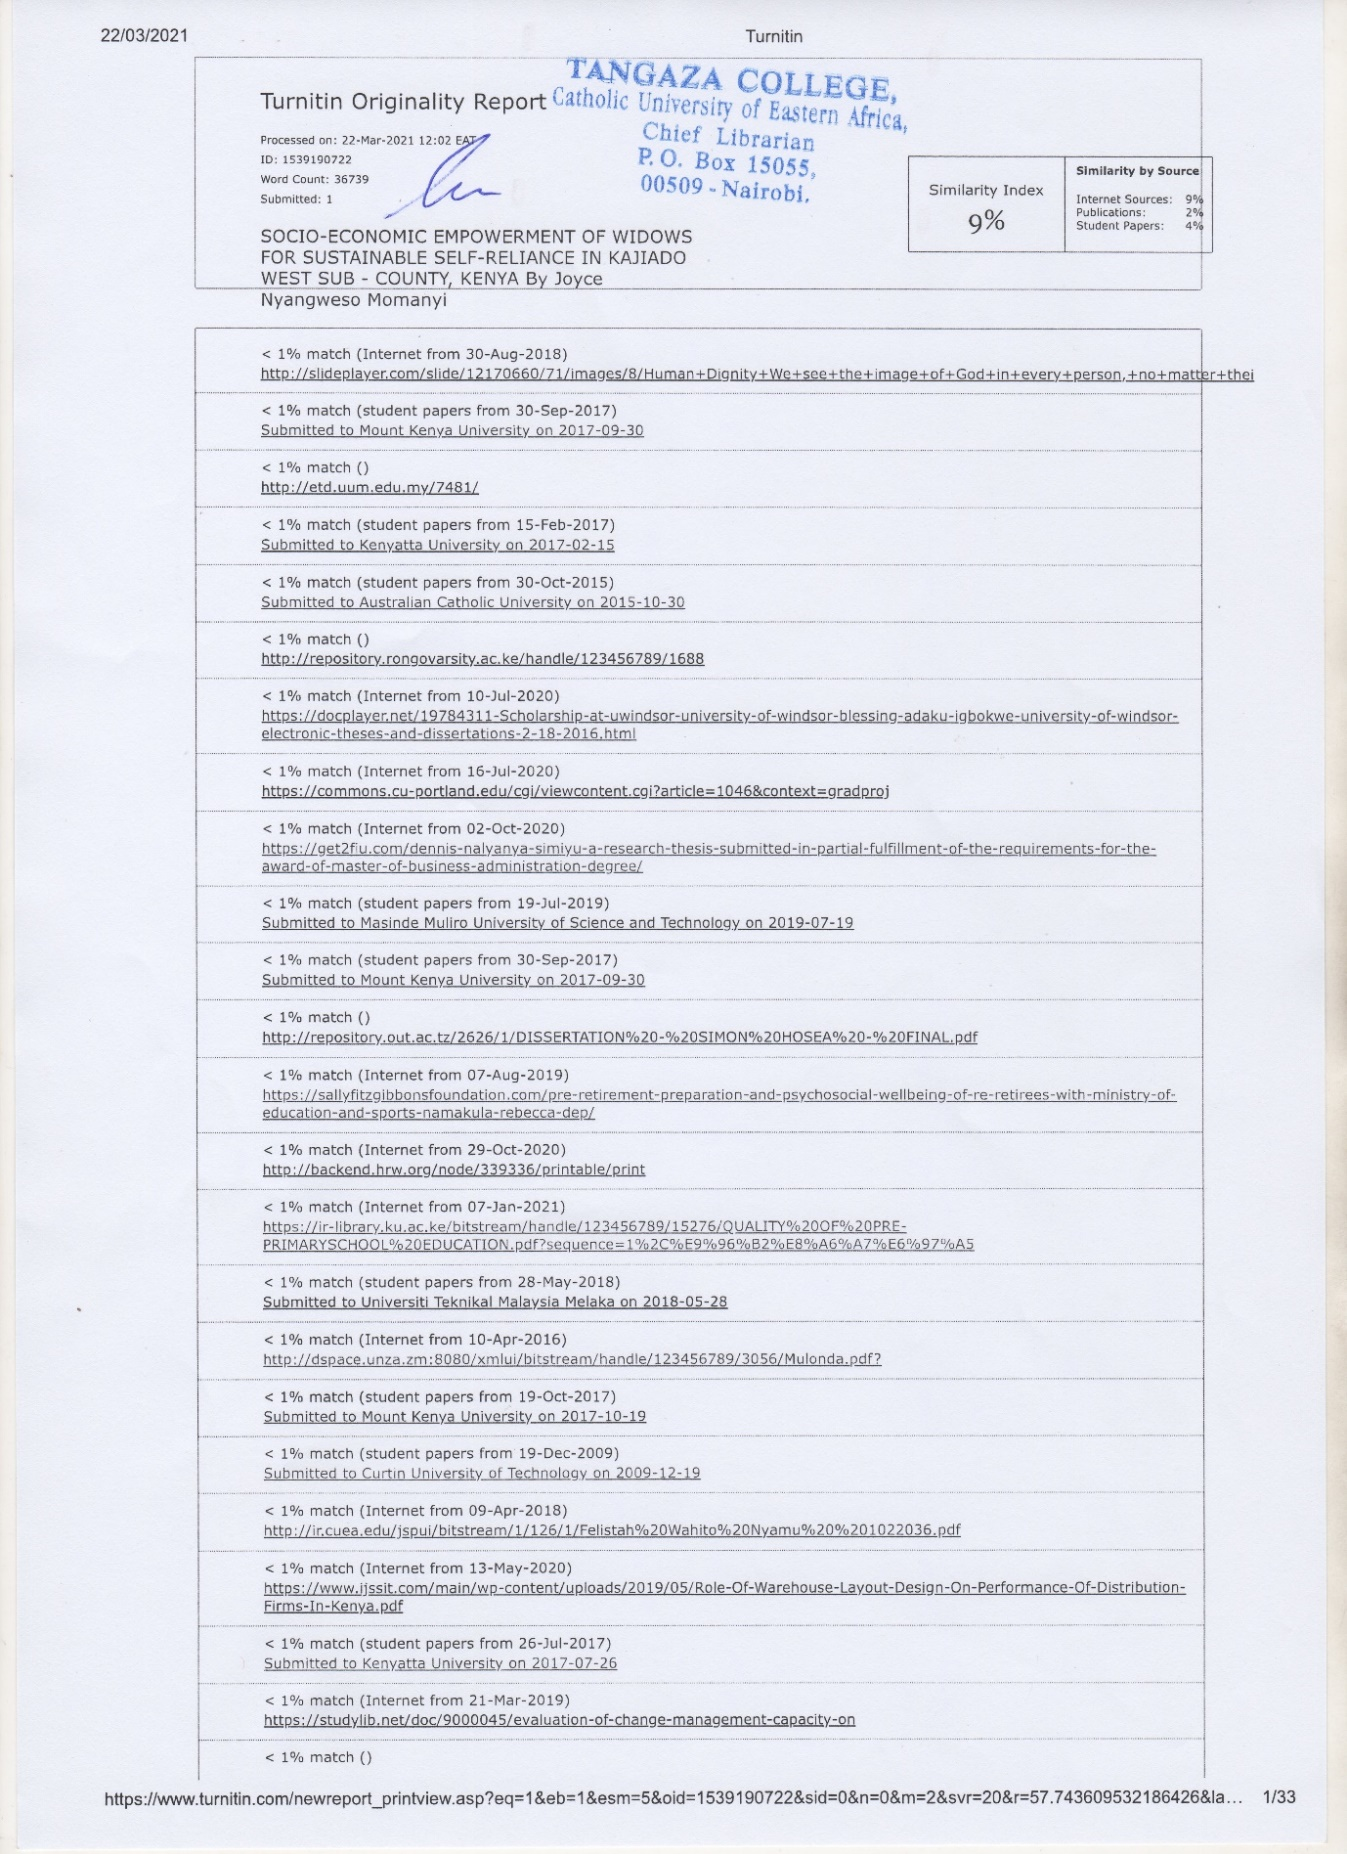 22/03/2021
Turnitin
TANGAZA COLLEGE,
Catholic University of Eastern Africa,
Chief Librarian
P. O. Box 15055,
00509 - Nairobi.
Turnitin Originality Report
Processed on: 22-Mar-2021 12:02 EAT
ID: 1539190722
Word Count: 36739
Submitted: 1
SOCIO-ECONOMIC EMPOWERMENT OF WIDOWS
FOR SUSTAINABLE SELF-RELIANCE IN KAJIADO
WEST SUB - COUNTY, KENYA By Joyce
Nyangweso Momanyi
Similarity Index
9%
Similarity by Source
Internet Sources: 9%
Publications: 2%
Student Papers: 4%
< 1% match (Internet from 30-Aug-2018)
http://slideplayer.com/slide/12170660/71/images/8/Human+Dignity+We+see+the+image+of+God+in+every+person,+no+matter+thei
< 1% match (student papers from 30-Sep-2017)
Submitted to Mount Kenya University on 2017-09-30
< 1% match ()
http://etd.uum.edu.my/7481/
< 1% match (student papers from 15-Feb-2017)
Submitted to Kenyatta University on 2017-02-15
< 1% match (student papers from 30-Oct-2015)
Submitted to Australian Catholic University on 2015-10-30
< 1% match ()
http://repository.rongovarsity.ac.ke/handle/123456789/1688
< 1% match (Internet from 10-Jul-2020)
https://docplayer.net/19784311-Scholarship-at-uwindsor-university-of-windsor-blessing-adaku-igbokwe-university-of-windsor-
electronic-theses-and-dissertations-2-18-2016.html
< 1% match (Internet from 16-Jul-2020)
https://commons.cu-portland.edu/cgi/viewcontent.cgi?article=1046&context=gradproj
< 1% match (Internet from 02-Oct-2020)
https://get2fiu.com/dennis-nalyanya-simiyu-a-research-thesis-submitted-in-partial-fulfillment-of-the-requirements-for-the-
award-of-master-of-business-administration-degree/
< 1% match (student papers from 19-Jul-2019)
Submitted to Masinde Muliro University of Science and Technology on 2019-07-19
< 1% match (student papers from 30-Sep-2017)
Submitted to Mount Kenya University on 2017-09-30
< 1% match ()
http://repository.out.ac.tz/2626/1/DISSERTATION%20-%20SIMON%20HOSEA%20-%20FINAL.pdf
< 1% match (Internet from 07-Aug-2019)
https://sallyfitzgibbonsfoundation.com/pre-retirement-preparation-and-psychosocial-wellbeing-of-re-retirees-with-ministry-of-
education-and-sports-namakula-rebecca-dep/
< 1% match (Internet from 29-Oct-2020)
http://backend.hrw.org/node/339336/printable/print
< 1% match (Internet from 07-Jan-2021)
https://ir-library.ku.ac.ke/bitstream/handle/123456789/15276/QUALITY%20OF%20PRE-
PRIMARYSCHOOL%20EDUCATION.pdf?sequence=1%2C%E9%96%B2%E8%A6%A7%E6%97%A5
< 1% match (student papers from 28-May-2018)
Submitted to Universiti Teknikal Malaysia Melaka on 2018-05-28
< 1% match (Internet from 10-Apr-2016)
http://dspace.unza.zm:8080/xmlui/bitstream/handle/123456789/3056/Mulonda.pdf?
< 1% match (student papers from 19-Oct-2017)
Submitted to Mount Kenya University on 2017-10-19
< 1% match (student papers from 19-Dec-2009)
Submitted to Curtin University of Technology on 2009-12-19
< 1% match (Internet from 09-Apr-2018)
http://ir.cuea.edu/jspui/bitstream/1/126/1/Felistah%20Wahito%20Nyamu%20%201022036.pdf
< 1% match (Internet from 13-May-2020)
https://www.ijssit.com/main/wp-content/uploads/2019/05/Role-Of-Warehouse-Layout-Design-On-Performance-Of-Distribution-
Firms-In-Kenya.pdf
< 1% match (student papers from 26-Jul-2017)
Submitted to Kenyatta University on 2017-07-26
< 1% match (Internet from 21-Mar-2019)
https://studylib.net/doc/9000045/evaluation-of-change-management-capacity-on
< 1% match ()
https://www.turnitin.com/newreport_printview.asp?eq=1&eb=1&esm=5&oid=1539190722&sid=0&n=0&m=2&svr=20&r=57.743609532186426&la... 1/33